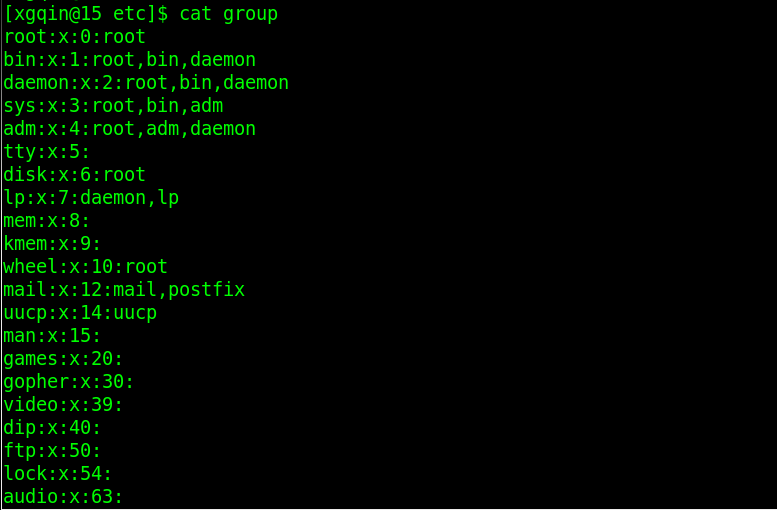 [xgqin@15 etc]$ cat group
root:x:0:root
bin:x:1:root,bin,daemon
daemon:x:2:root,bin,daemon
sys:x:3:root,bin,adm
adm:x:4:root,adm,daemon
tty:x:5:
disk:x:6:root
lp:x:7:daemon,lp
mem:x:8:
kmem:x:9:
wheel:x:10:root
mail:x:12:mail,postfix
uucp:x:14:uucp
man:x:15:
games:x:20:
gopher:x:30:
video:x:39:
dip:x:40:
ftp:x:50:
lock:x:54:
audio:x:63: